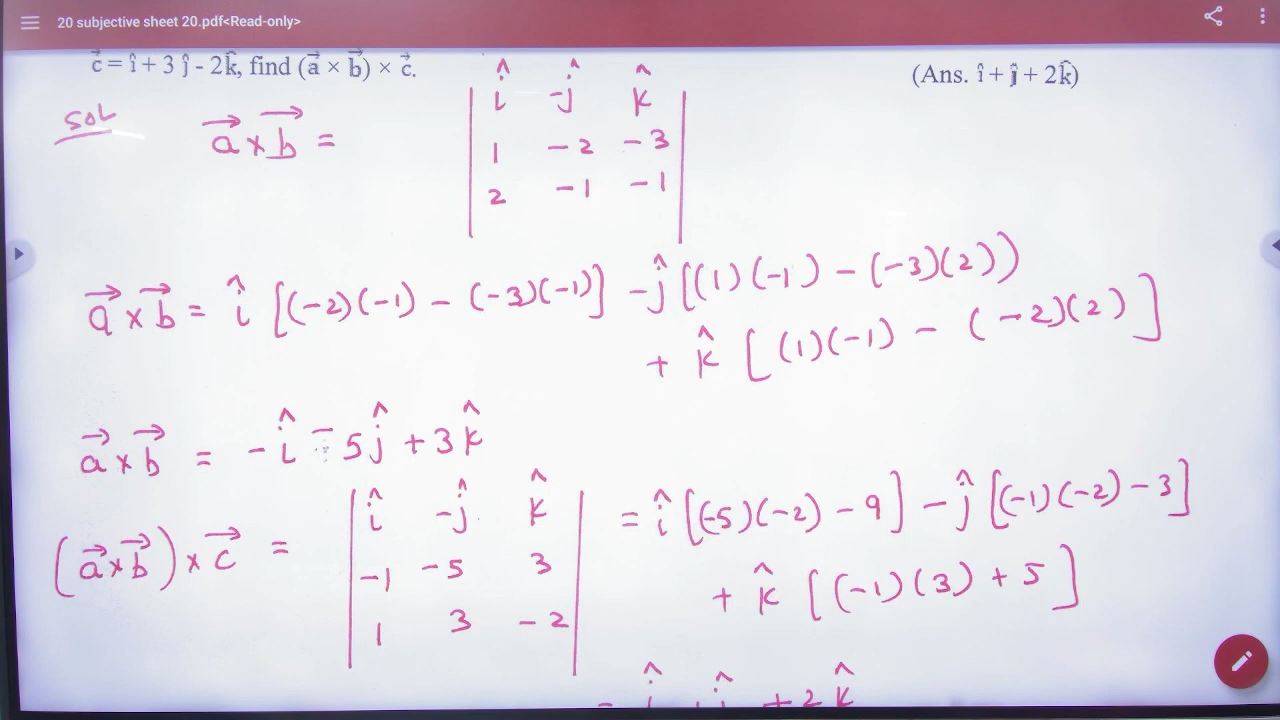 20 subjective sheet 20.pdf<Read-only>
c⃗ = î + 3 ĵ - 2k̂, find (a⃗ × b⃗) × c⃗.
(Ans. î + ĵ + 2k̂)
Sol
a⃗ × b⃗ = | î -ĵ k̂ |
| 1 -2 -3 |
| 2 -1 -1 |
a⃗ × b⃗ = î [(-2)(-1) - (-3)(-1)] -ĵ [(1)(-1) - (-3)(2))
+ k̂ [(1)(-1) - (-2)(2)]
a⃗ × b⃗ = -î - 5ĵ + 3k̂
(a⃗ × b⃗) × c⃗ = | î -ĵ k̂ |
| -1 -5 3 |
| 1 3 -2 |
= î [(-5)(-2) - 9] - ĵ [(-1)(-2) - 3]
+ k̂ [(-1)(3) + 5]
+2 k̂